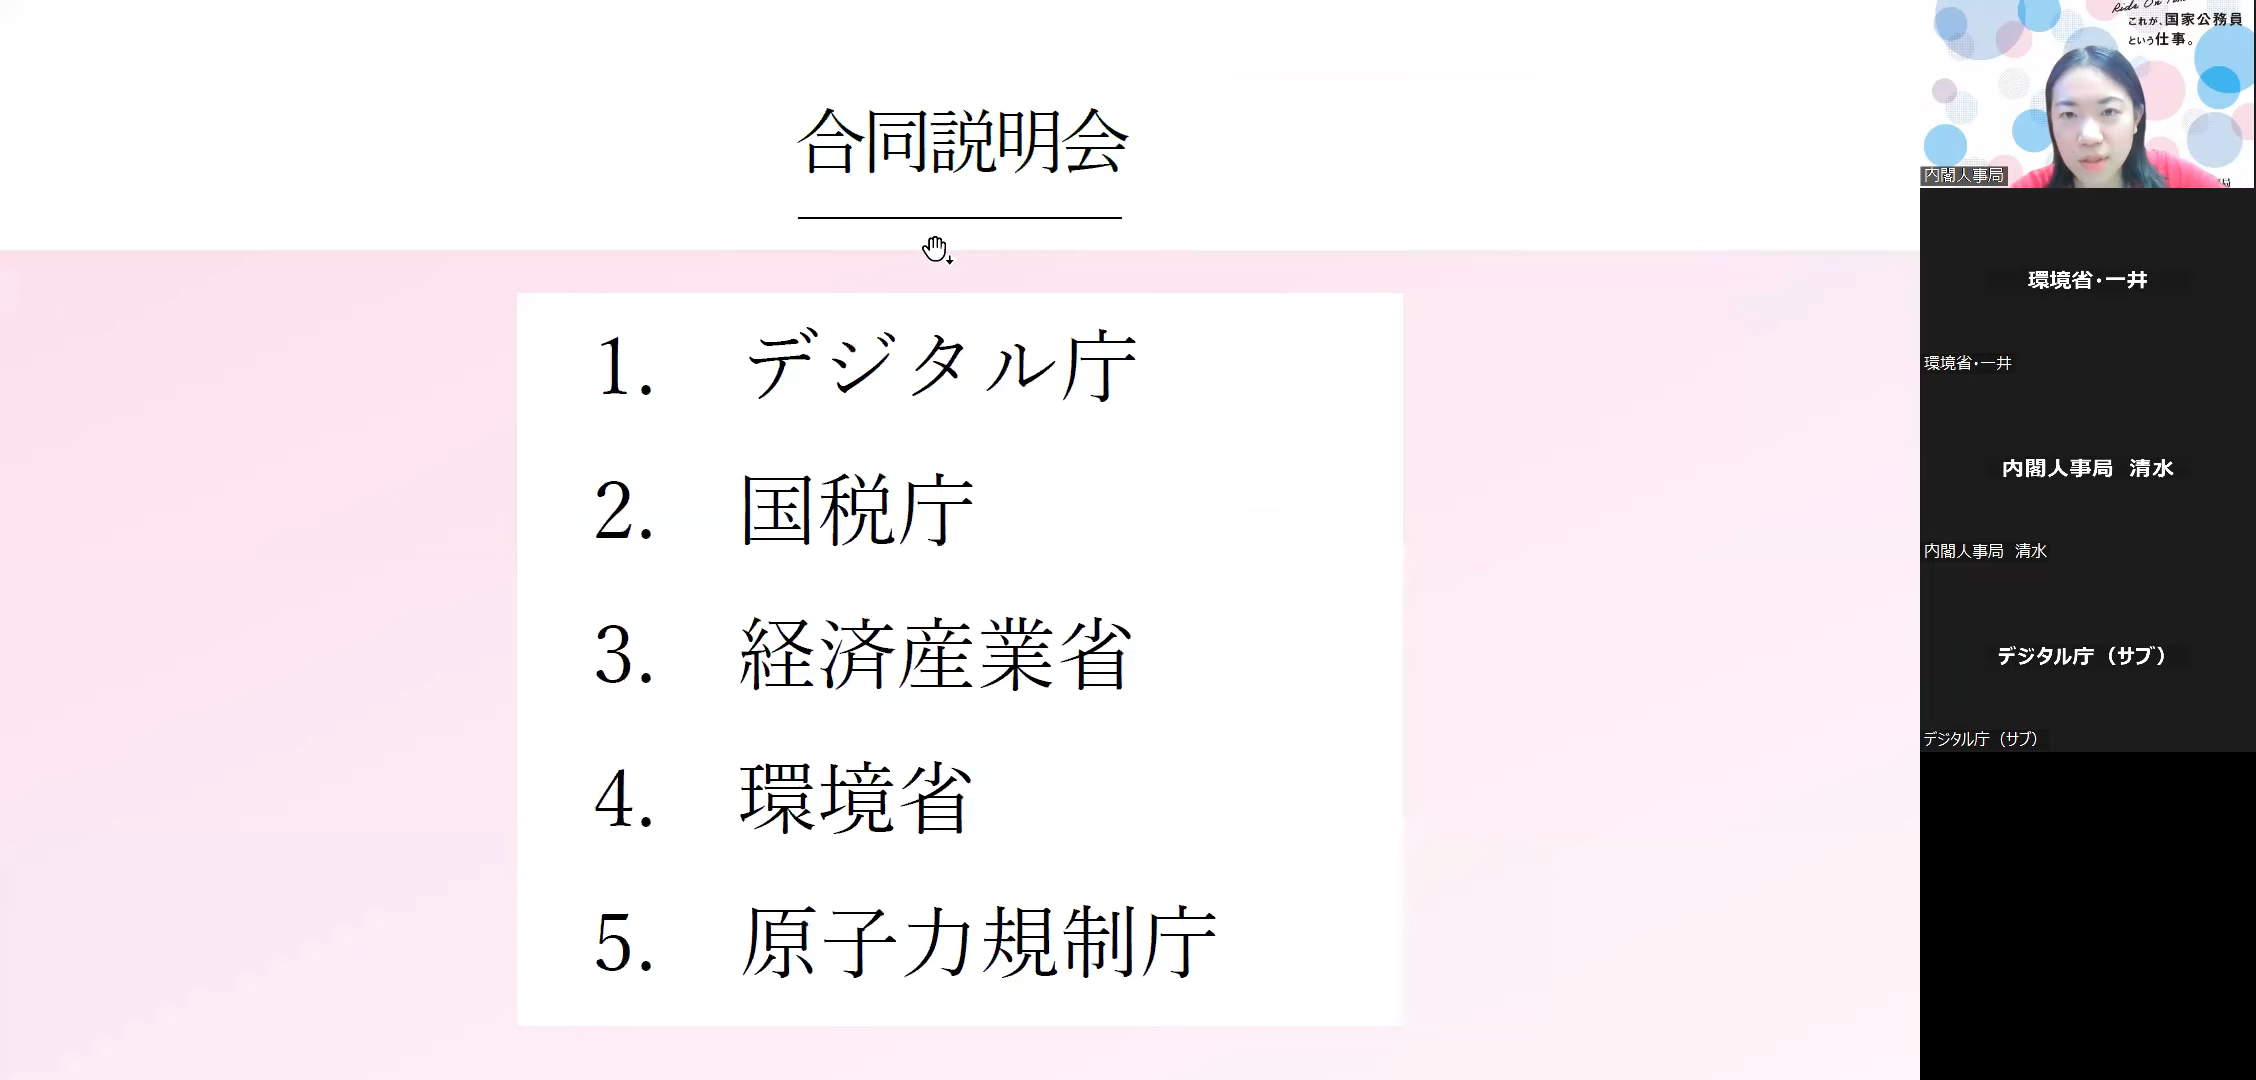 合同説明会
1. デジタル庁
2. 国税庁
3. 経済産業省
4. 環境省
5. 原子力規制庁
これが、国家公務員
という仕事。
内閣人事局
環境省・一井
環境省・一井
内閣人事局 清水
内閣人事局 清水
デジタル庁（サブ）
デジタル庁（サブ）